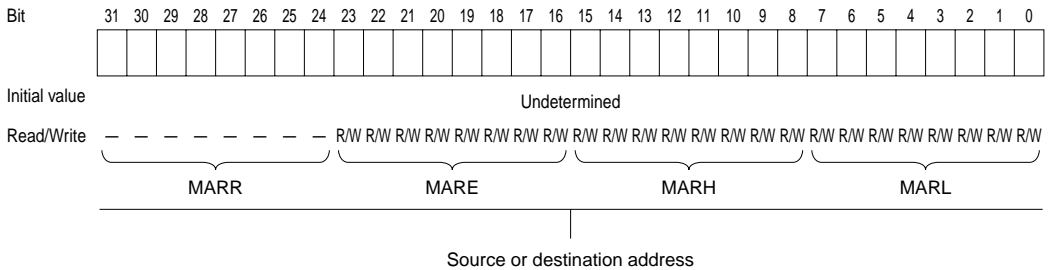 Bit 31 30 29 28 27 26 25 24 23 22 21 20 19 18 17 16 15 14 13 12 11 10 9 8 7 6 5 4 3 2 1 0
Initial value Undetermined
Read/Write — — — — — — — — R/W R/W R/W R/W R/W R/W R/W R/W R/W R/W R/W R/W R/W R/W R/W R/W R/W R/W R/W R/W R/W R/W R/W R/W
MARR MARE MARH MARL
Source or destination address